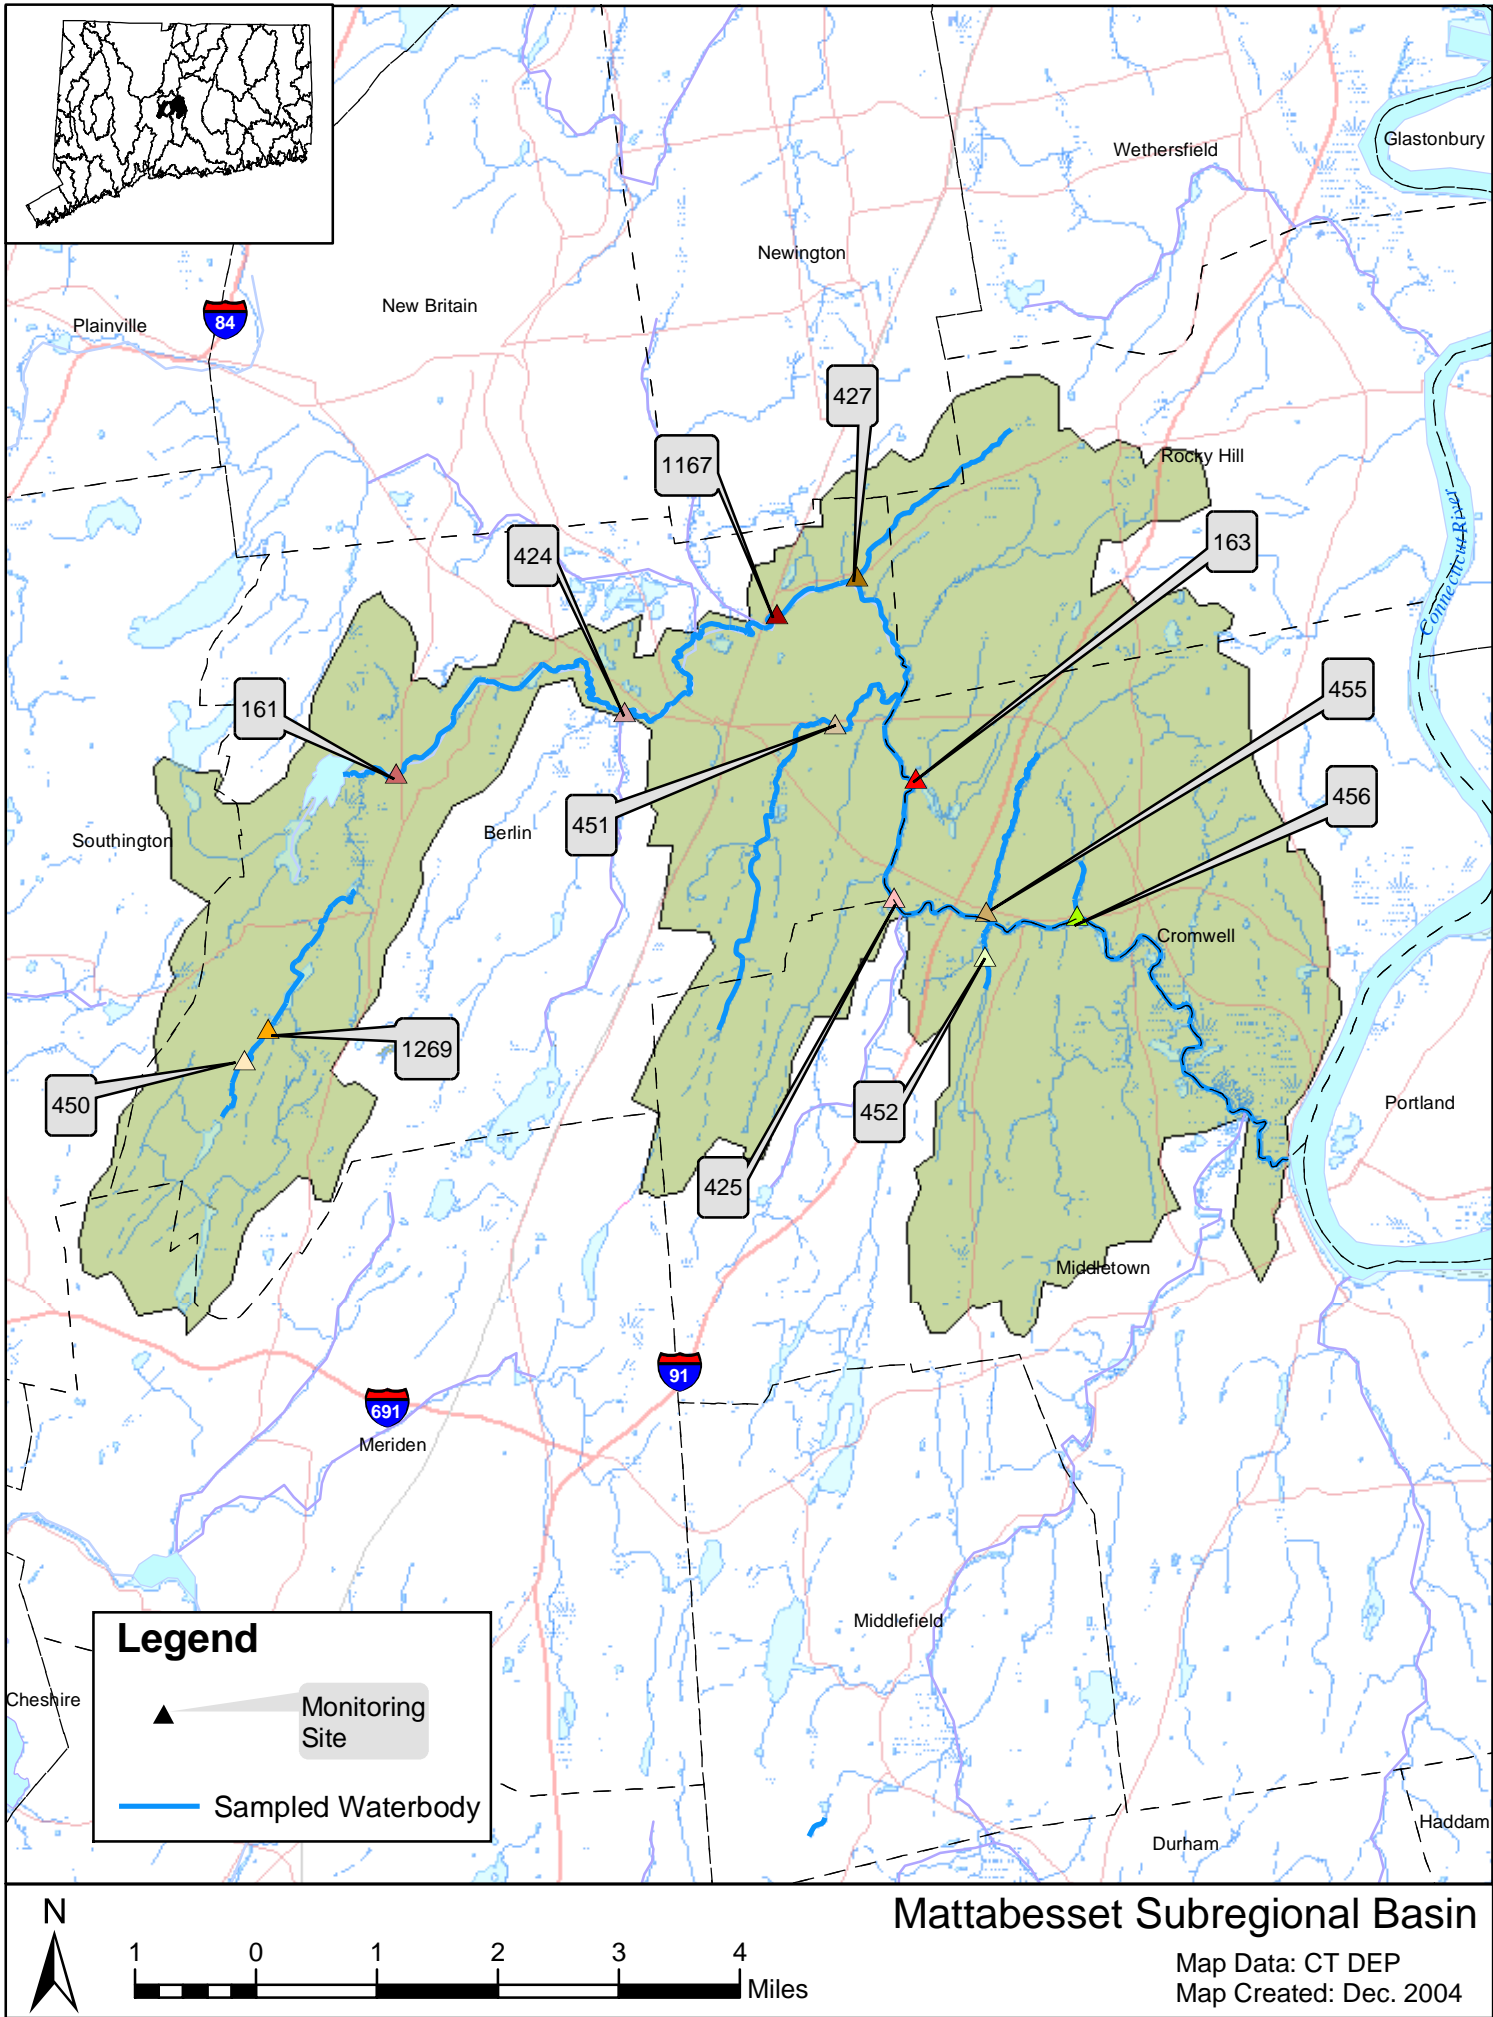 Glastonbury
Wethersfield
Newington
New Britain
84
Plainville
427
1167
Rocky Hill
424
163
Connecticut River
161
455
456
451
Berlin
Southington
Cromwell
1269
450
452
Portland
425
Middletown
91
691
Meriden
Middlefield
Legend
Monitoring
Site
Sampled Waterbody
Cheshire
Haddam
Durham
N
1 0 1 2 3 4
Miles
Mattabesset Subregional Basin
Map Data: CT DEP
Map Created: Dec. 2004